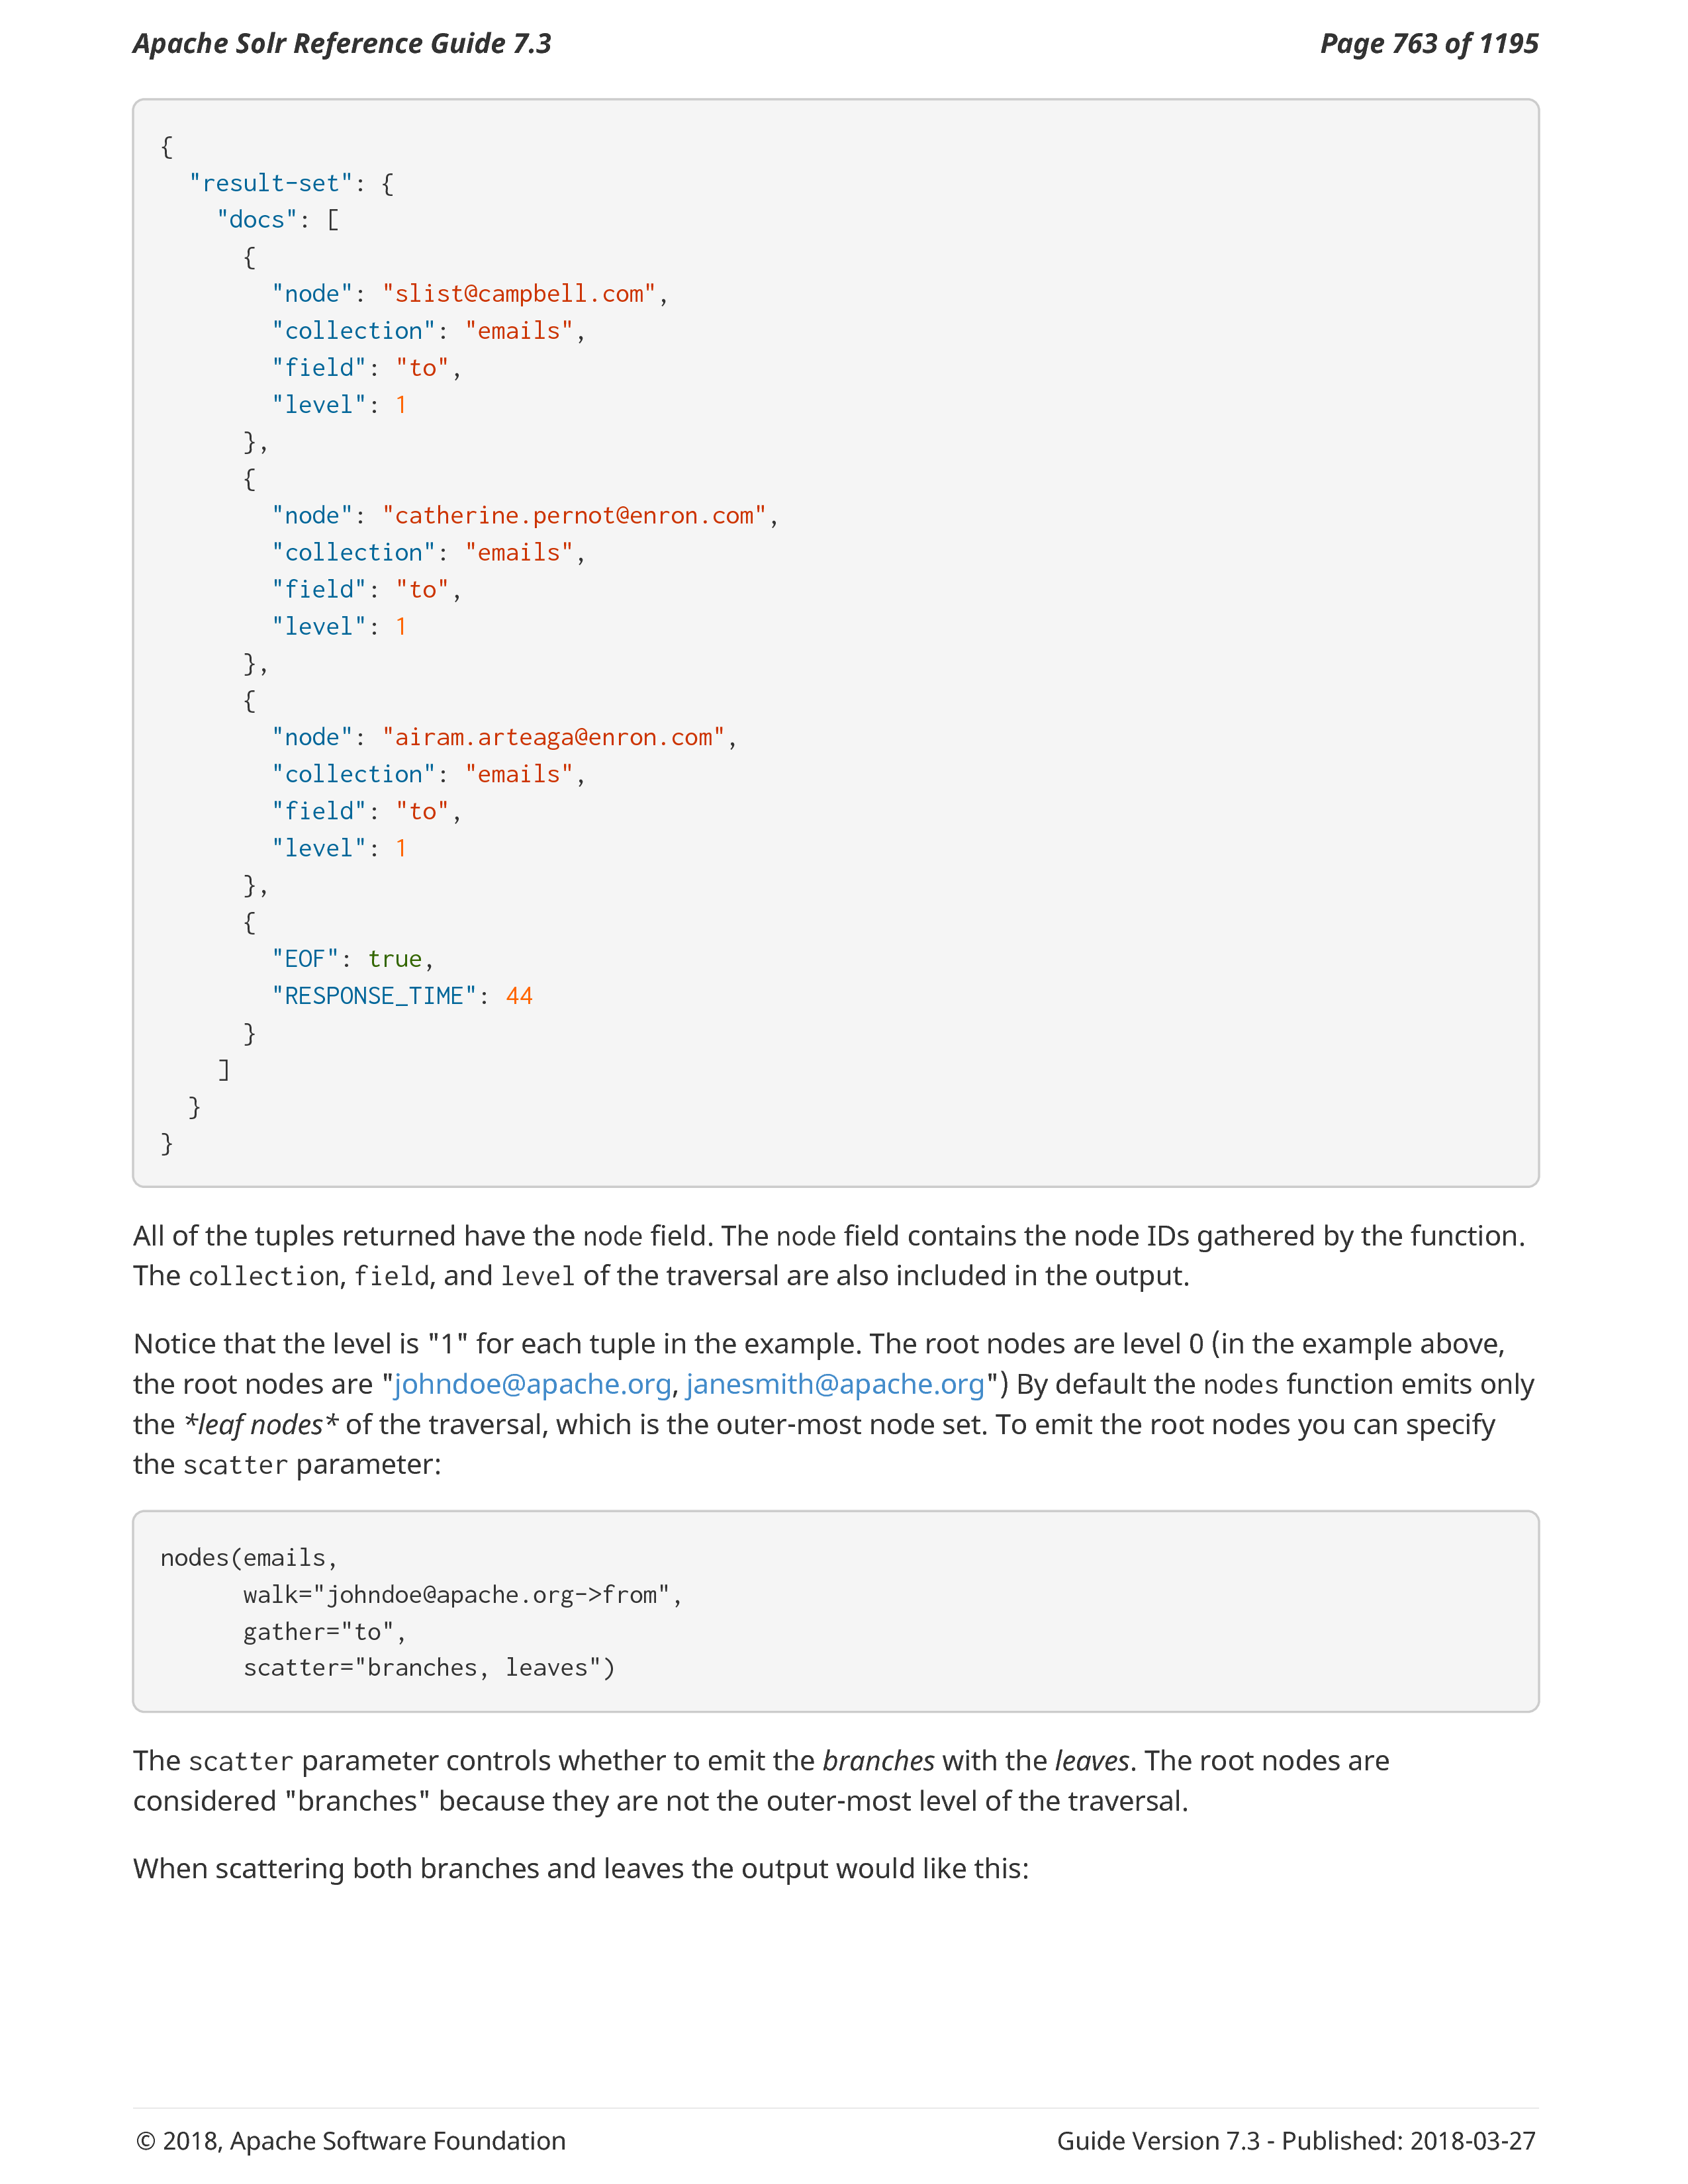 Apache Solr Reference Guide 7.3
Page 763 of 1195
{
  "result-set": {
    "docs": [
      {
        "node": "slist@campbell.com",
        "collection": "emails",
        "field": "to",
        "level": 1
      },
      {
        "node": "catherine.pernot@enron.com",
        "collection": "emails",
        "field": "to",
        "level": 1
      },
      {
        "node": "airam.arteaga@enron.com",
        "collection": "emails",
        "field": "to",
        "level": 1
      },
      {
        "EOF": true,
        "RESPONSE_TIME": 44
      }
    ]
  }
}
All of the tuples returned have the node field. The node field contains the node IDs gathered by the function.
The collection, field, and level of the traversal are also included in the output.
Notice that the level is "1" for each tuple in the example. The root nodes are level 0 (in the example above,
the root nodes are "johndoe@apache.org, janesmith@apache.org") By default the nodes function emits only
the *leaf nodes* of the traversal, which is the outer-most node set. To emit the root nodes you can specify
the scatter parameter:
nodes(emails,
      walk="johndoe@apache.org->from",
      gather="to",
      scatter="branches, leaves")
The scatter parameter controls whether to emit the branches with the leaves. The root nodes are
considered "branches" because they are not the outer-most level of the traversal.
When scattering both branches and leaves the output would like this:
© 2018, Apache Software Foundation
Guide Version 7.3 - Published: 2018-03-27